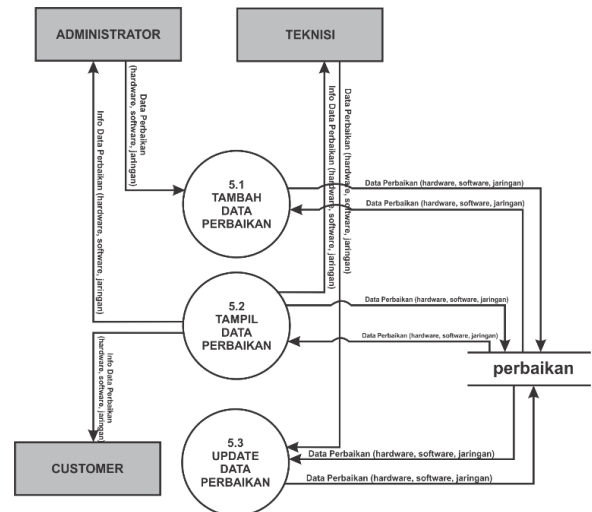 ADMINISTRATOR
TEKNISI
Data Perbaikan
(hardware, software, jaringan)
Info Data Perbaikan (hardware, software, jaringan)
Info Data Perbaikan (hardware, software, jaringan)
Data Perbaikan (hardware, software, jaringan)
5.1
TAMBAH
DATA
PERBAIKAN
Data Perbaikan (hardware, software, jaringan)
Data Perbaikan (hardware, software, jaringan)
5.2
TAMPIL
DATA
PERBAIKAN
Data Perbaikan (hardware, software, jaringan)
Data Perbaikan (hardware, software, jaringan)
perbaikan
Info Data Perbaikan
(hardware, software, jaringan)
CUSTOMER
5.3
UPDATE
DATA
PERBAIKAN
Data Perbaikan (hardware, software, jaringan)
Data Perbaikan (hardware, software, jaringan)